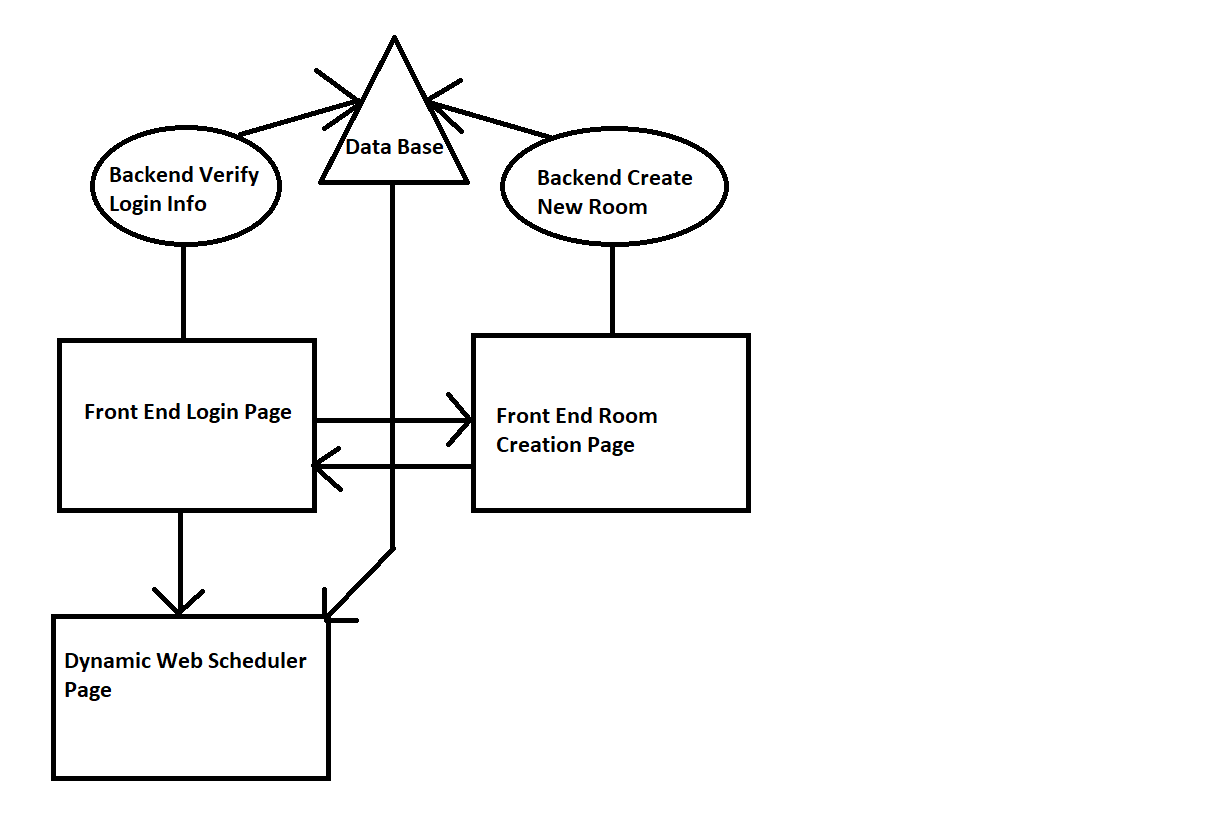 Data Base
Backend Verify
Login Info
Backend Create
New Room
Front End Login Page
Front End Room
Creation Page
Dynamic Web Scheduler
Page